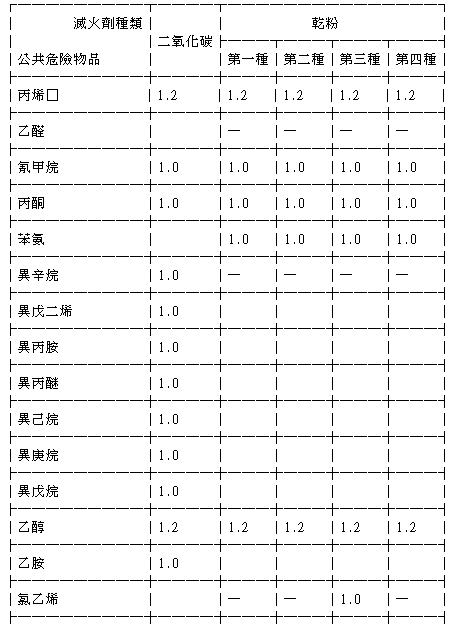 滅火劑種類
二氧化碳
乾粉
公共危險物品
第一種 第二種 第三種 第四種
丙烯□ 1.2 1.2 1.2 1.2 1.2
乙醛 － － － －
氰甲烷 1.0 1.0 1.0 1.0 1.0
丙酮 1.0 1.0 1.0 1.0 1.0
苯氨 1.0 1.0 1.0 1.0
異辛烷 1.0 － － － －
異戊二烯 1.0
異丙胺 1.0
異丙醚 1.0
異己烷 1.0
異庚烷 1.0
異戊烷 1.0
乙醇 1.2 1.2 1.2 1.2 1.2
乙胺 1.0
氯乙烯 － － 1.0 －